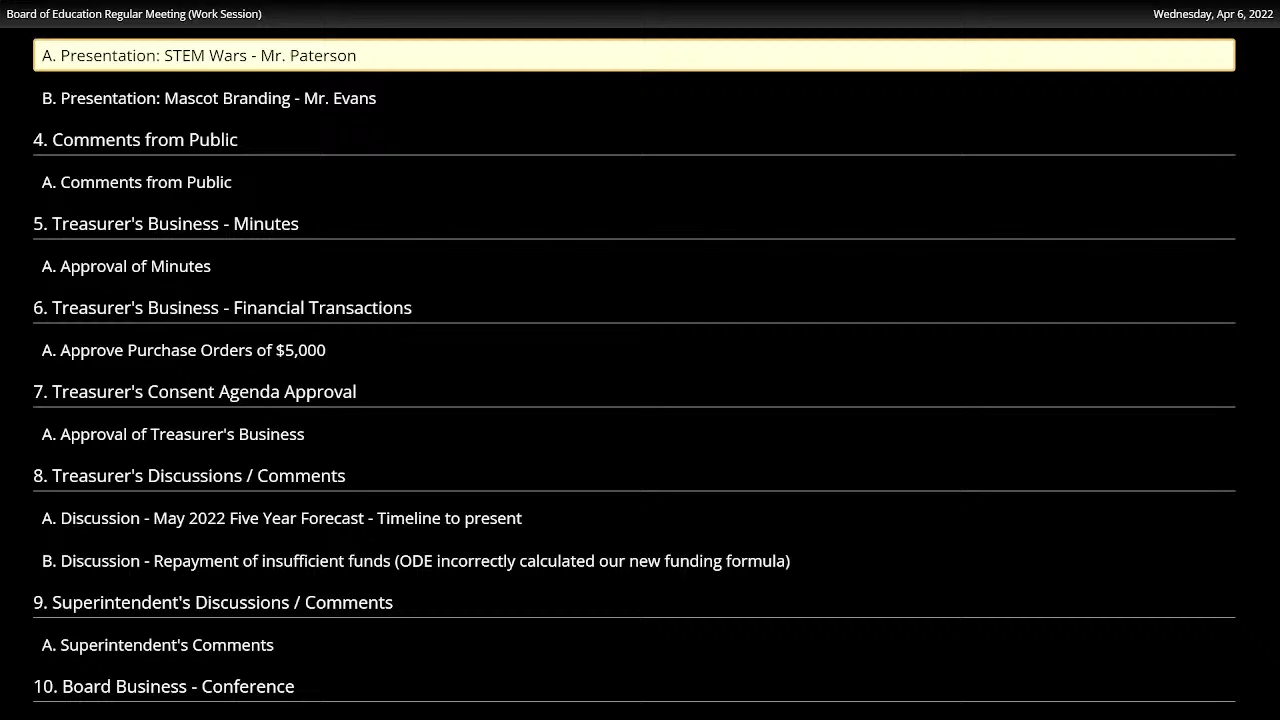 Board of Education Regular Meeting (Work Session)
Wednesday, Apr 6, 2022
A. Presentation: STEM Wars - Mr. Paterson
B. Presentation: Mascot Branding - Mr. Evans
4. Comments from Public
A. Comments from Public
5. Treasurer's Business - Minutes
A. Approval of Minutes
6. Treasurer's Business - Financial Transactions
A. Approve Purchase Orders of $5,000
7. Treasurer's Consent Agenda Approval
A. Approval of Treasurer's Business
8. Treasurer's Discussions / Comments
A. Discussion - May 2022 Five Year Forecast - Timeline to present
B. Discussion - Repayment of insufficient funds (ODE incorrectly calculated our new funding formula)
9. Superintendent's Discussions / Comments
A. Superintendent's Comments
10. Board Business - Conference